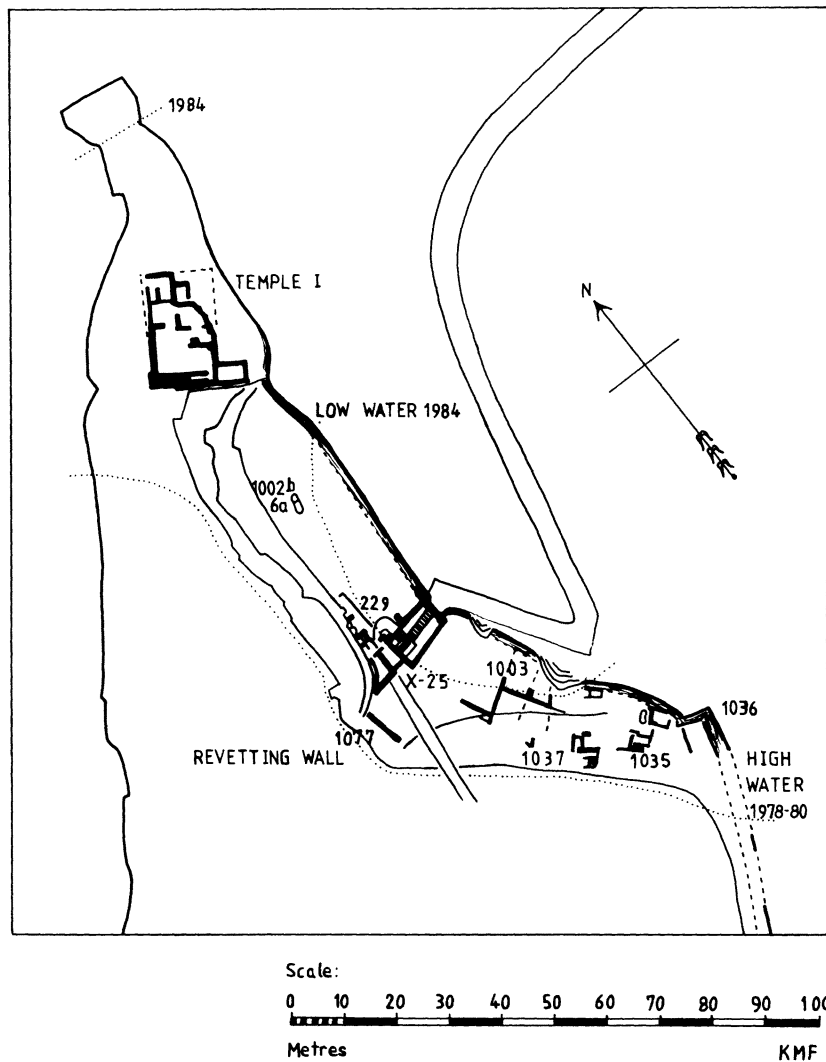 1984
TEMPLE I
N
LOW WATER 1984
1002b
6a
229
X-25
1003
1036
1077
REVETTING WALL
1037
1035
HIGH
WATER
1978-80
Scale:
0 10 20 30 40 50 60 70 80 90 100
Metres
KMF